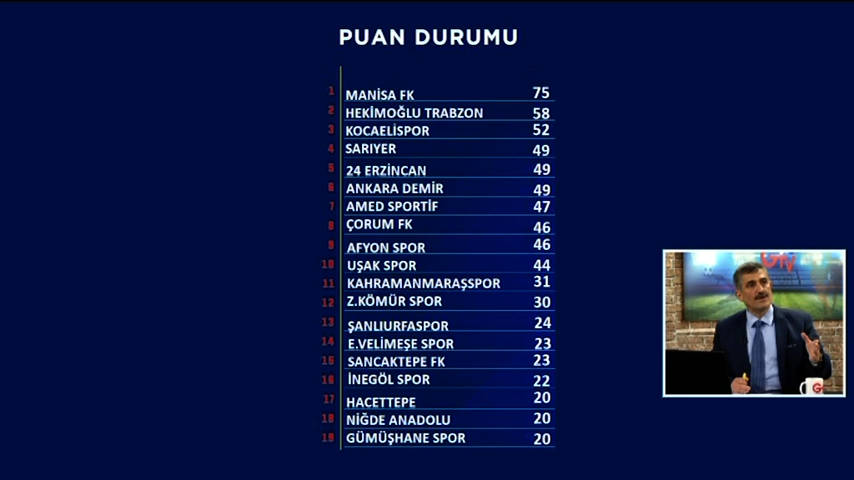 PUAN DURUMU
1 MANİSA FK 75
2 HEKİMOĞLU TRABZON 58
3 KOCAELİSPOR 52
4 SARIYER 49
5 24 ERZİNCAN 49
6 ANKARA DEMİR 49
7 AMED SPORTİF 47
8 ÇORUM FK 46
9 AFYON SPOR 46
10 UŞAK SPOR 44
11 KAHRAMANMARAŞSPOR 31
12 Z.KÖMÜR SPOR 30
13 ŞANLIURFASPOR 24
14 E.VELİMEŞE SPOR 23
15 SANCAKTEPE FK 23
16 İNEGÖL SPOR 22
17 HACETTEPE 20
18 NİĞDE ANADOLU 20
19 GÜMÜŞHANE SPOR 20